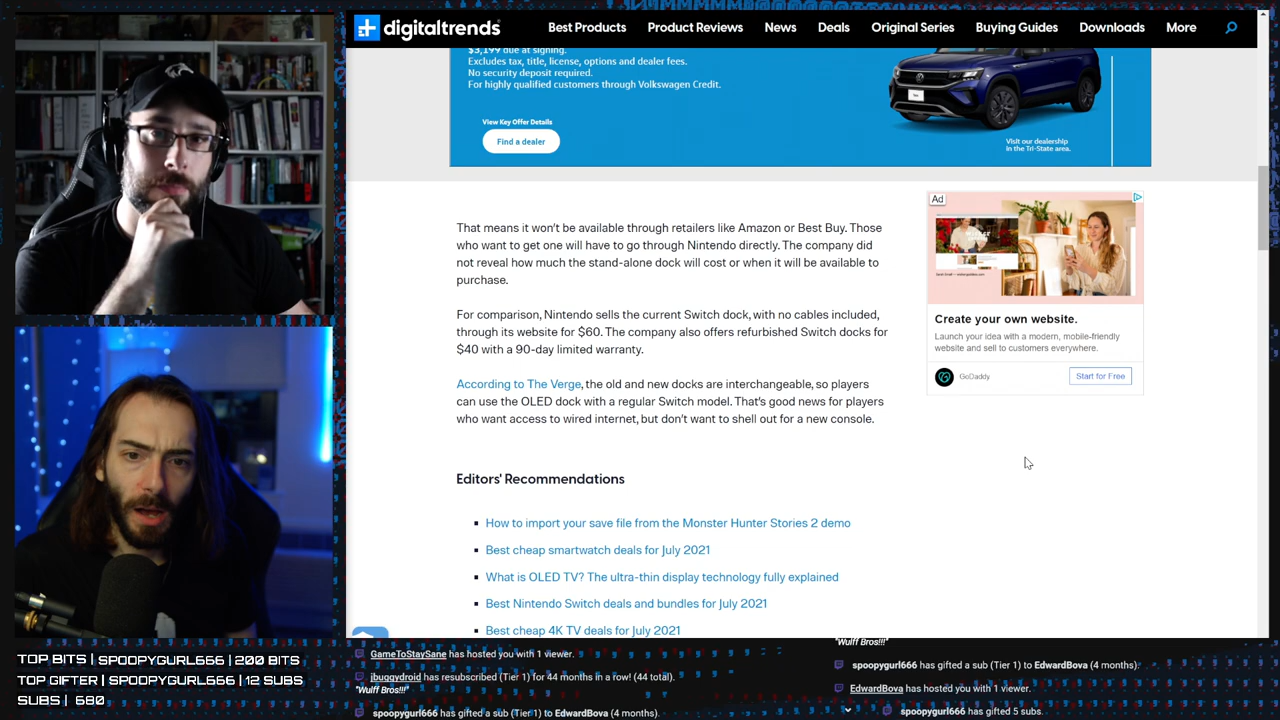 digitaltrends
Best Products
Product Reviews
News
Deals
Original Series
Buying Guides
Downloads
More
$3,199 due at signing.
Excludes tax, title, license, options and dealer fees.
No security deposit required.
For highly qualified customers through Volkswagen Credit.
View Key Offer Details
Find a dealer
Visit our dealership
in the Tri-State area.
Ad
That means it won't be available through retailers like Amazon or Best Buy. Those
who want to get one will have to go through Nintendo directly. The company did
not reveal how much the stand-alone dock will cost or when it will be available to
purchase.
For comparison, Nintendo sells the current Switch dock, with no cables included,
through its website for $60. The company also offers refurbished Switch docks for
$40 with a 90-day limited warranty.
According to The Verge, the old and new docks are interchangeable, so players
can use the OLED dock with a regular Switch model. That's good news for players
who want access to wired internet, but don't want to shell out for a new console.
Create your own website.
Launch your idea with a modern, mobile-friendly
website and sell to customers everywhere.
GoDaddy
Start for Free
Editors' Recommendations
How to import your save file from the Monster Hunter Stories 2 demo
Best cheap smartwatch deals for July 2021
What is OLED TV? The ultra-thin display technology fully explained
Best Nintendo Switch deals and bundles for July 2021
Best cheap 4K TV deals for July 2021
TOP BITS | SPOOPYGURL666 | 200 BITS
TOP GIFTER | SPOOPYGURL666 | 12 SUBS
SUBS | 680
GameToStaySane has hosted you with 1 viewer.
jbuggydroid has resubscribed (Tier 1) for 44 months in a row! (44 total).
"Wulff Bros!!!"
spoopygurl666 has gifted a sub (Tier 1) to EdwardBova (4 months).
"Wulff Bros!!!"
spoopygurl666 has gifted a sub (Tier 1) to EdwardBova (4 months).
EdwardBova has hosted you with 1 viewer.
spoopygurl666 has gifted 5 subs.